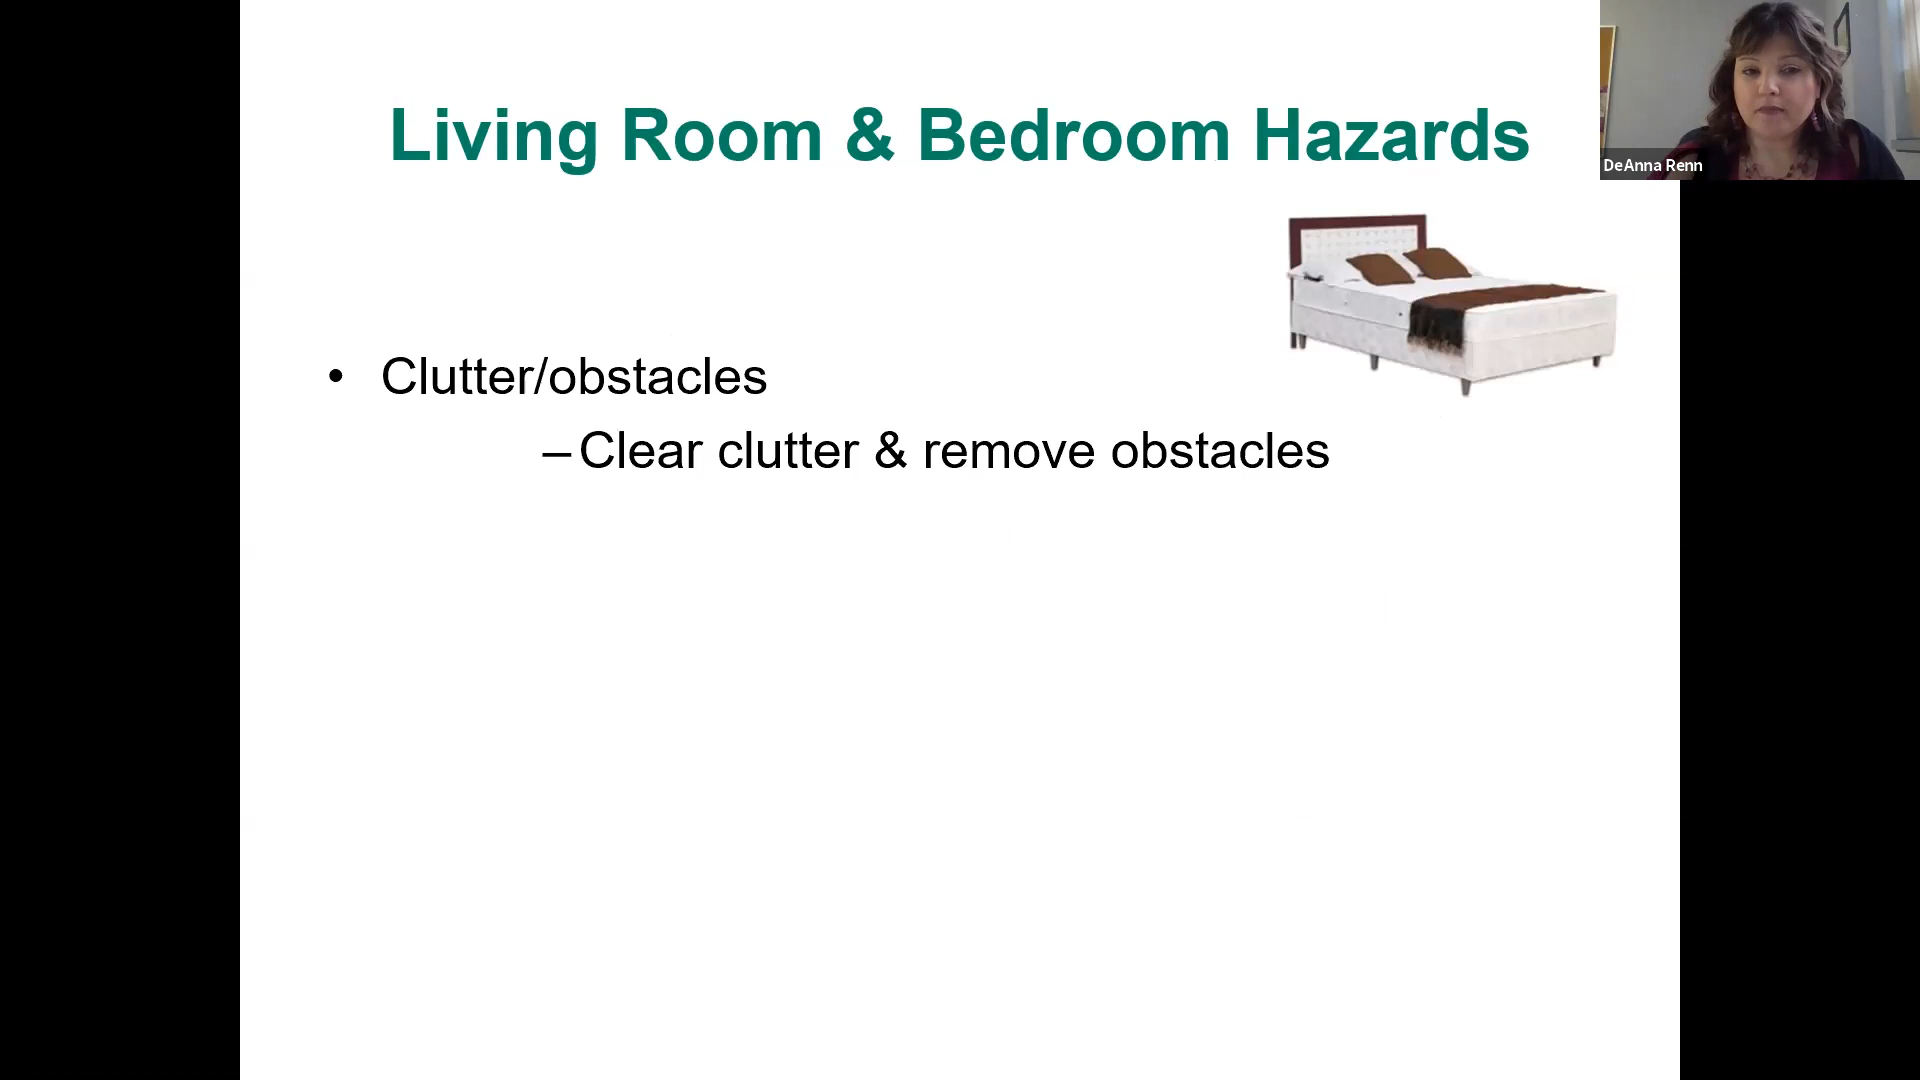 Living Room & Bedroom Hazards
DeAnna Renn
• Clutter/obstacles
– Clear clutter & remove obstacles